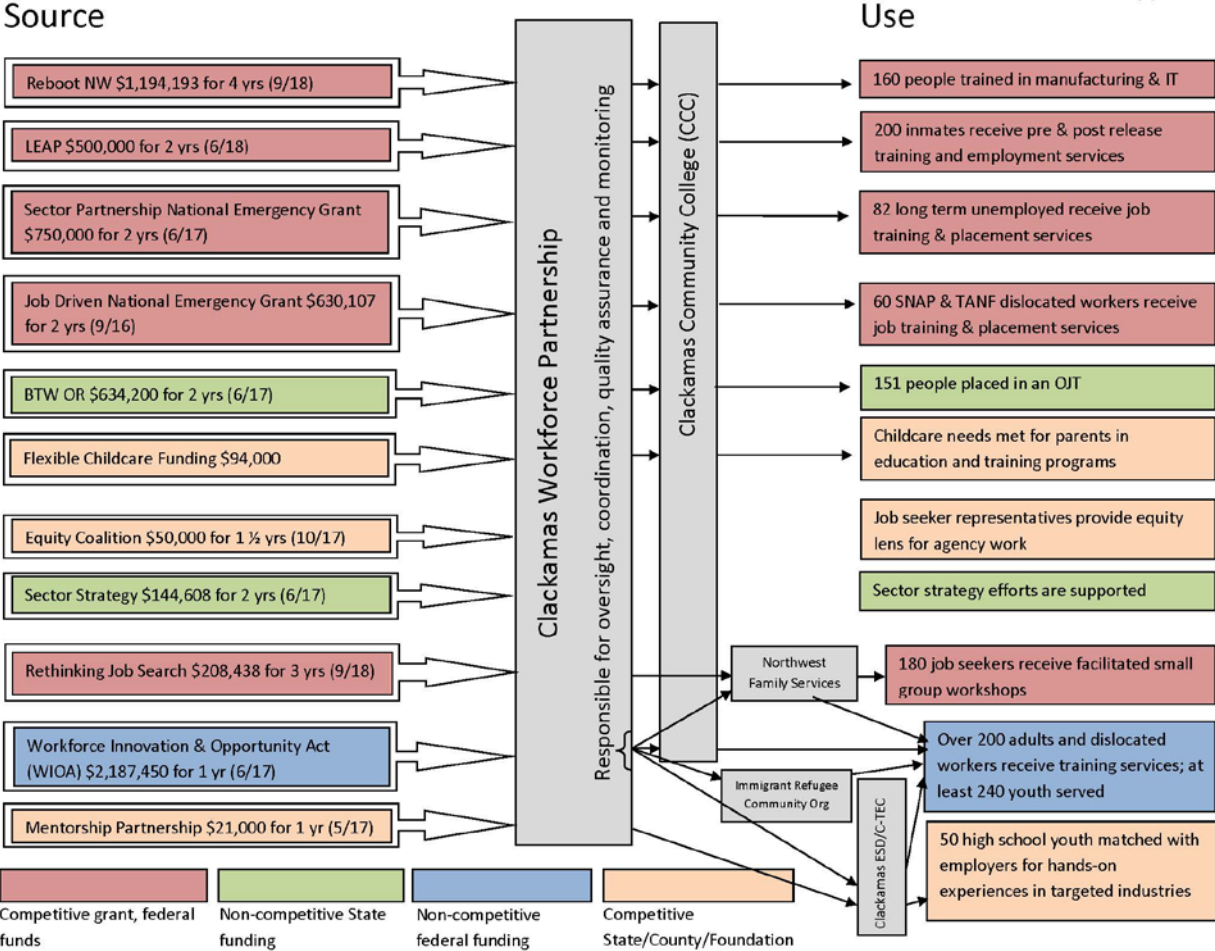 Source
Use
Reboot NW $1,194,193 for 4 yrs (9/18)
LEAP $500,000 for 2 yrs (6/18)
Sector Partnership National Emergency Grant
$750,000 for 2 yrs (6/17)
Job Driven National Emergency Grant $630,107
for 2 yrs (9/16)
BTW OR $634,200 for 2 yrs (6/17)
Flexible Childcare Funding $94,000
Equity Coalition $50,000 for 1 ½ yrs (10/17)
Sector Strategy $144,608 for 2 yrs (6/17)
Rethinking Job Search $208,438 for 3 yrs (9/18)
Workforce Innovation & Opportunity Act
(WIOA) $2,187,450 for 1 yr (6/17)
Mentorship Partnership $21,000 for 1 yr (5/17)
Clackamas Workforce Partnership
Responsible for oversight, coordination, quality assurance and monitoring
Clackamas Community College (CCC)
Northwest
Family Services
Immigrant Refugee
Community Org
Clackamas ESD/C-TEC
160 people trained in manufacturing & IT
200 inmates receive pre & post release
training and employment services
82 long term unemployed receive job
training & placement services
60 SNAP & TANF dislocated workers receive
job training & placement services
151 people placed in an OJT
Childcare needs met for parents in
education and training programs
Job seeker representatives provide equity
lens for agency work
Sector strategy efforts are supported
180 job seekers receive facilitated small
group workshops
Over 200 adults and dislocated
workers receive training services; at
least 240 youth served
50 high school youth matched with
employers for hands-on
experiences in targeted industries
Competitive grant, federal
funds
Non-competitive State
funding
Non-competitive
federal funding
Competitive
State/County/Foundation